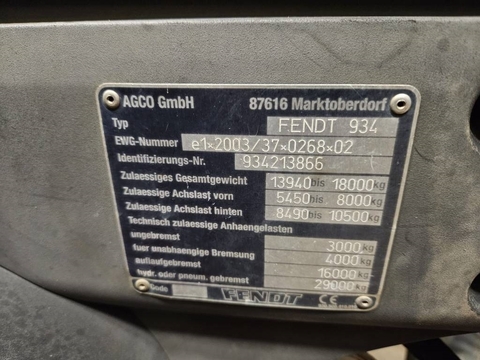 AGCO GmbH 87616 Marktoberdorf
Typ FENDT 934
EWG-Nummer e1×2003/37×0268×02
Identifizierungs-Nr. 934213866
Zulaessiges Gesamtgewicht 13940 bis 18000 kg
Zulaessige Achslast vorn 5450 bis 8000 kg
Zulaessige Achslast hinten 8490 bis 10500 kg
Technisch zulaessige Anhaengelasten
ungebremst 3000 kg
fuer unabhaengige Bremsung 4000 kg
auflaufgebremst 16000 kg
hydr. oder pneum. gebremst 29000 kg
Code FENDT CE